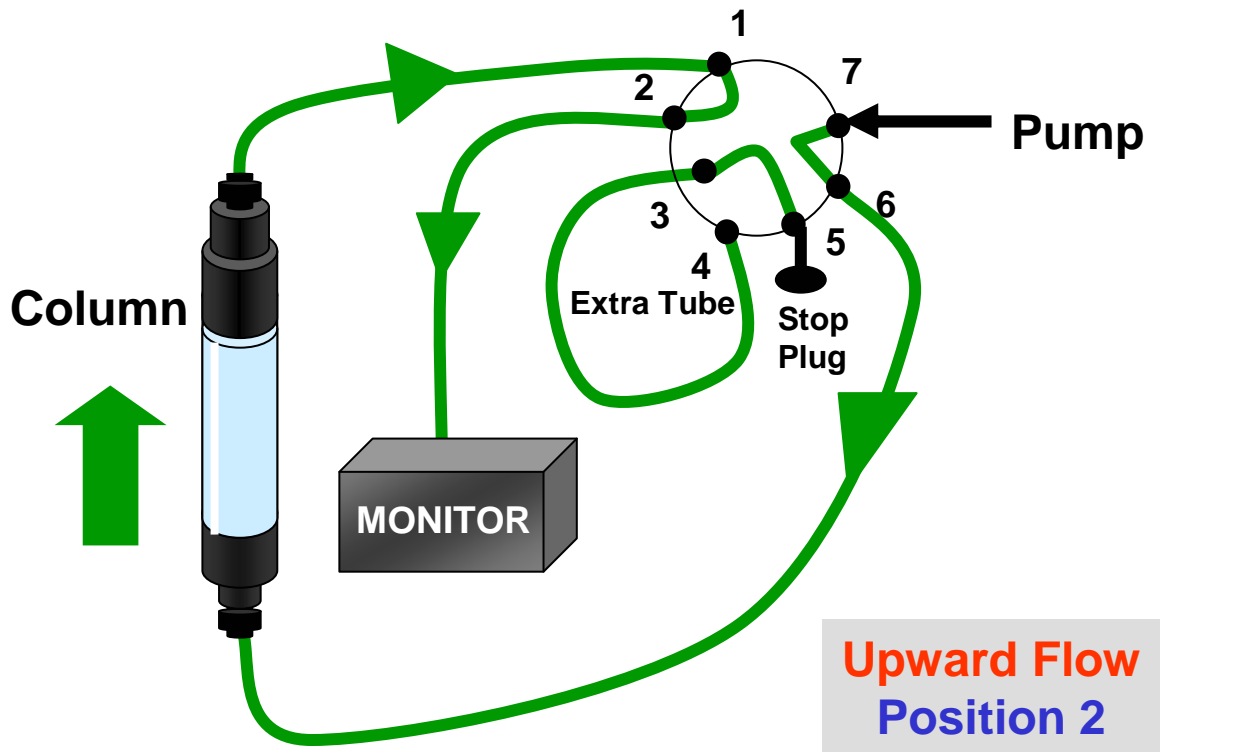 1
2
7
Pump
3
6
5
4
Column
Extra Tube
Stop
Plug
MONITOR
Upward Flow
Position 2